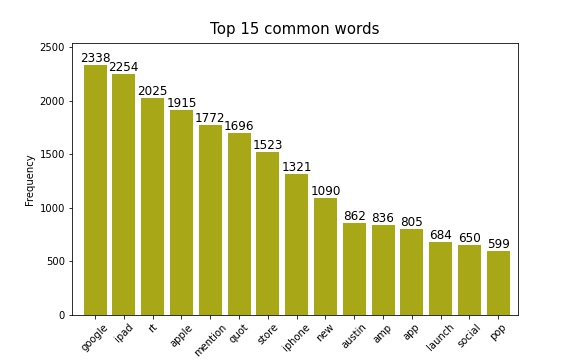 Top 15 common words
2500
2000
1500
1000
500
0
Frequency
2338
2254
2025
1915
1772
1696
1523
1321
1090
862
836
805
684
650
599
google
ipad
rt
apple
mention
quot
store
iphone
new
austin
amp
app
launch
social
pop